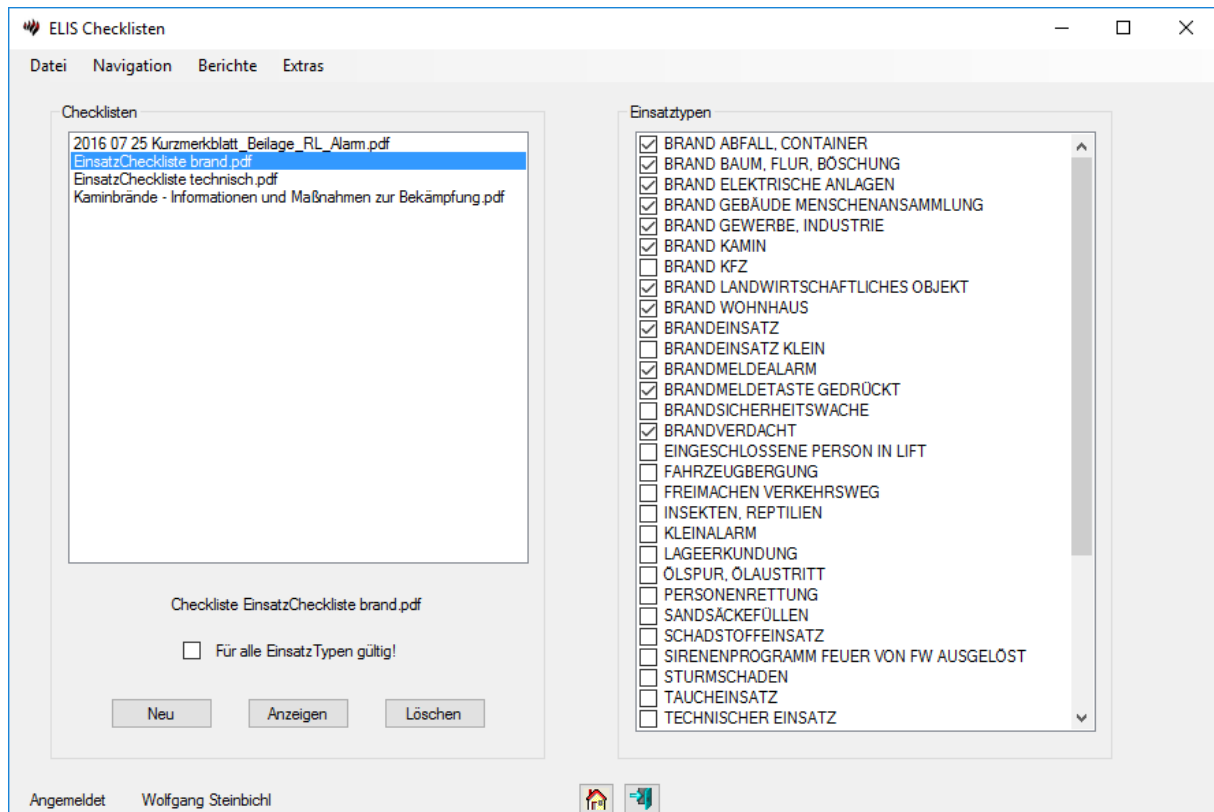 ELIS Checklisten
Datei Navigation Berichte Extras
Checklisten
2016 07 25 Kurzmerkblatt_Beilage_RL_Alarm.pdf
EinsatzCheckliste brand.pdf
EinsatzCheckliste technisch.pdf
Kaminbrände - Informationen und Maßnahmen zur Bekämpfung.pdf
Checkliste EinsatzCheckliste brand.pdf
Für alle EinsatzTypen gültig!
Neu Anzeigen Löschen
Einsatztypen
BRAND ABFALL, CONTAINER
BRAND BAUM, FLUR, BÖSCHUNG
BRAND ELEKTRISCHE ANLAGEN
BRAND GEBÄUDE MENSCHENANSAMMLUNG
BRAND GEWERBE, INDUSTRIE
BRAND KAMIN
BRAND KFZ
BRAND LANDWIRTSCHAFTLICHES OBJEKT
BRAND WOHNHAUS
BRANDEINSATZ
BRANDEINSATZ KLEIN
BRANDMELDEALARM
BRANDMELDETASTE GEDRÜCKT
BRANDSICHERHEITSWACHE
BRANDVERDACHT
EINGESCHLOSSENE PERSON IN LIFT
FAHRZEUGBERGUNG
FREIMACHEN VERKEHRSWEG
INSEKTEN, REPTILIEN
KLEINALARM
LAGEERKUNDUNG
ÖLSPUR, ÖLAUSTRITT
PERSONENRETTUNG
SANDSÄCKEFÜLLEN
SCHADSTOFFEINSATZ
SIRENENPROGRAMM FEUER VON FW AUSGELÖST
STURMSCHADEN
TAUCHEINSATZ
TECHNISCHER EINSATZ
Angemeldet Wolfgang Steinbichl